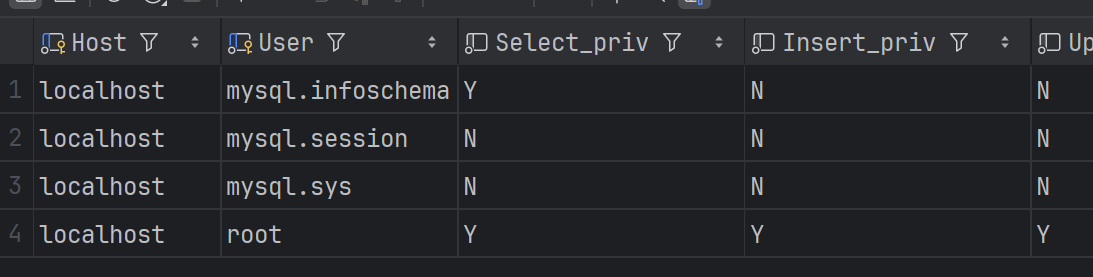 Host User Select_priv Insert_priv Up
1 localhost mysql.infoschema Y N N
2 localhost mysql.session N N N
3 localhost mysql.sys N N N
4 localhost root Y Y Y